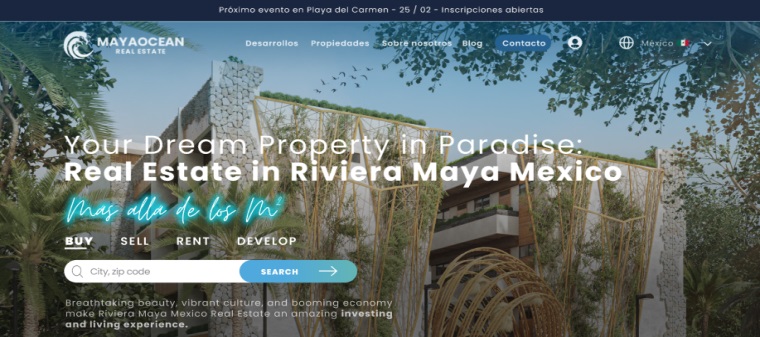 Próximo evento en Playa del Carmen - 25 / 02 - Inscripciones abiertas
MAYAOCEAN
REAL ESTATE
Desarrollos Propiedades Sobre nosotros Blog Contacto México
Your Dream Property in Paradise:
Real Estate in Riviera Maya Mexico
Mas alla de los M²
BUY SELL RENT DEVELOP
City, zip code SEARCH
Breathtaking beauty, vibrant culture, and booming economy
make Riviera Maya Mexico Real Estate an amazing investing
and living experience.